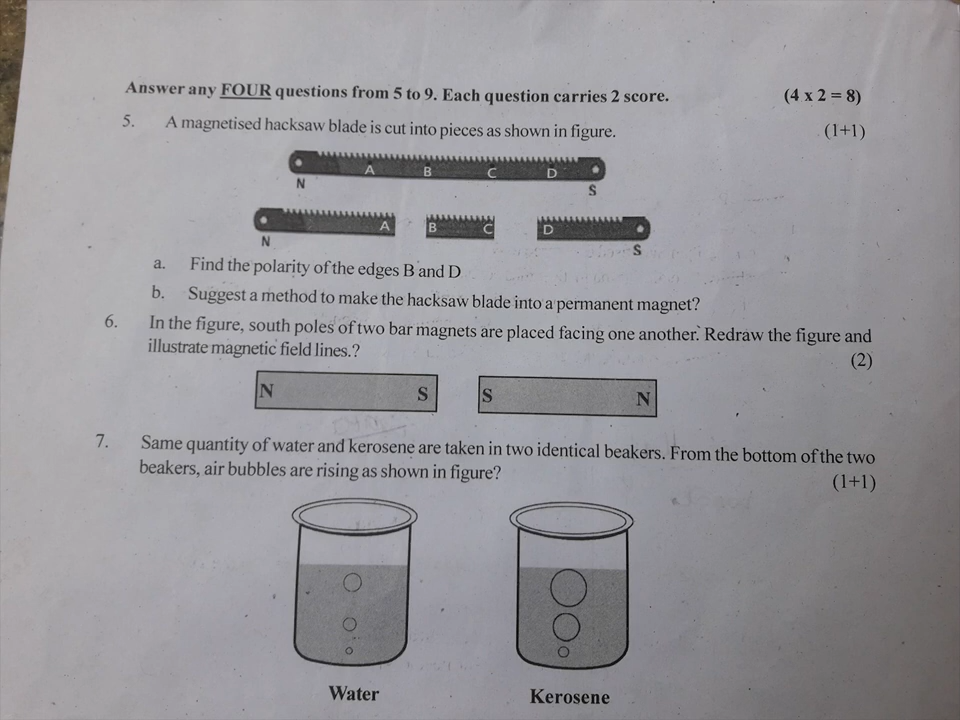 Answer any FOUR questions from 5 to 9. Each question carries 2 score. (4 x 2 = 8)
5. A magnetised hacksaw blade is cut into pieces as shown in figure. (1+1)
A B C D
N S
A B C D
N S
a. Find the polarity of the edges B and D
b. Suggest a method to make the hacksaw blade into a permanent magnet?
6. In the figure, south poles of two bar magnets are placed facing one another. Redraw the figure and
illustrate magnetic field lines.? (2)
N S S N
7. Same quantity of water and kerosene are taken in two identical beakers. From the bottom of the two
beakers, air bubbles are rising as shown in figure? (1+1)
Water Kerosene